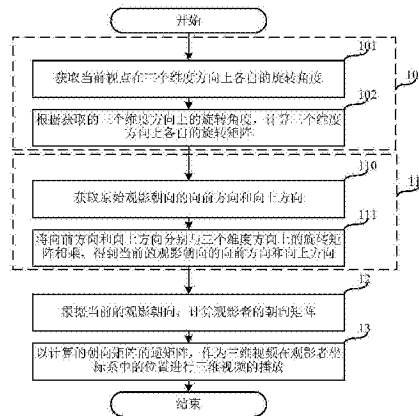 开始
101
获取当前视点在三个维度方向上各自的旋转角度
10
102
根据获取的三个维度方向上的旋转角度，计算三个维度
方向上各自的旋转矩阵
110
获取原始观影朝向的向前方向和向上方向
11
111
将向前方向和向上方向分别与三个维度方向上的旋转矩
阵相乘，得到当前的观影朝向的向前方向和向上方向
12
根据当前的观影朝向，计算观影者的朝向矩阵
13
以计算的朝向矩阵的逆矩阵，作为三维视频在观影者坐
标系中的位置进行三维视频的播放
结束